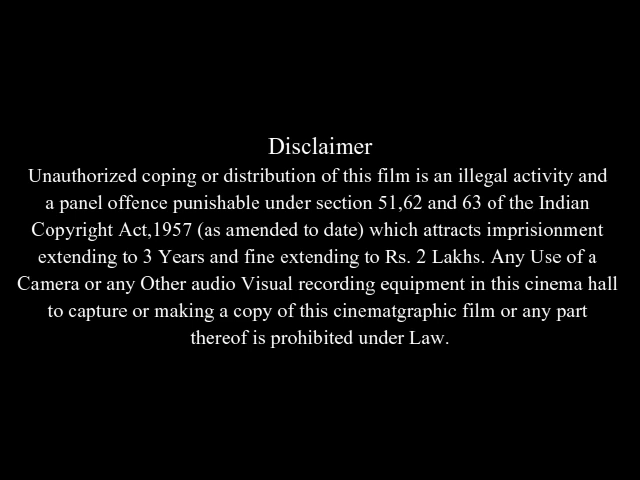 Disclaimer
Unauthorized coping or distribution of this film is an illegal activity and
a panel offence punishable under section 51,62 and 63 of the Indian
Copyright Act,1957 (as amended to date) which attracts imprisionment
extending to 3 Years and fine extending to Rs. 2 Lakhs. Any Use of a
Camera or any Other audio Visual recording equipment in this cinema hall
to capture or making a copy of this cinematgraphic film or any part
thereof is prohibited under Law.